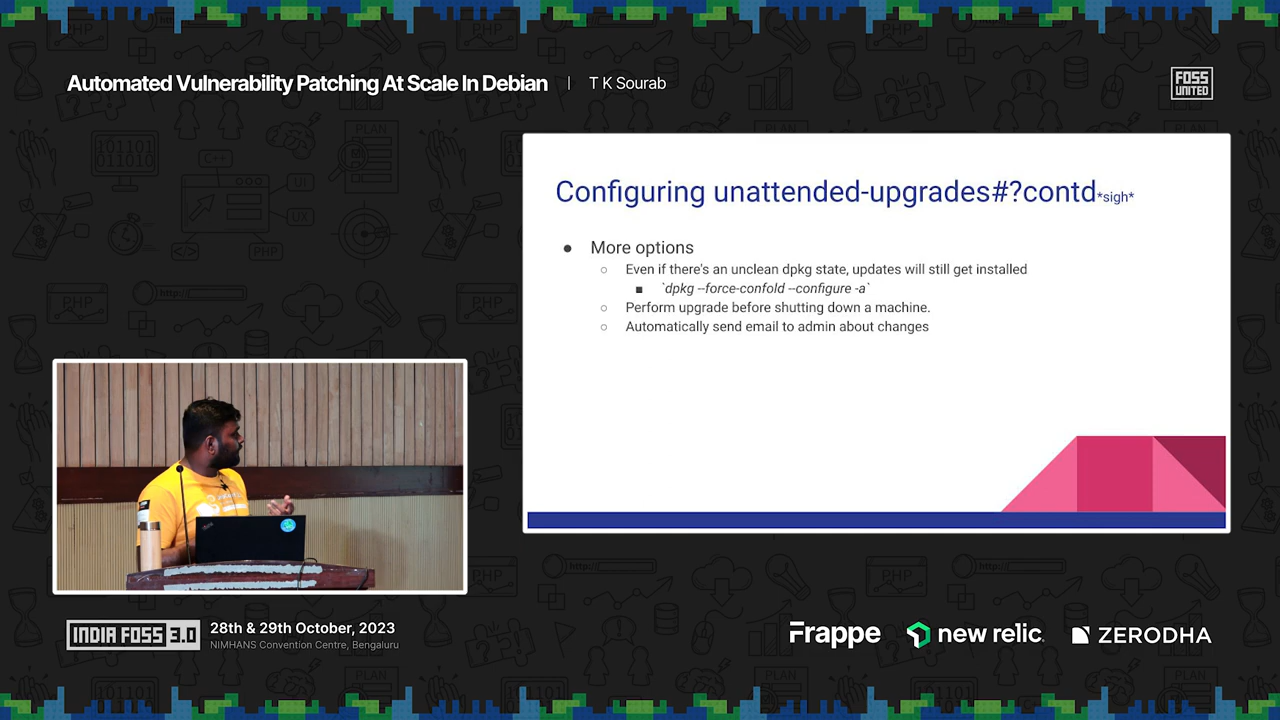 Automated Vulnerability Patching At Scale In Debian | T K Sourab
FOSS
UNITED
Configuring unattended-upgrades#?contd*sigh*
● More options
○ Even if there's an unclean dpkg state, updates will still get installed
■ `dpkg --force-confold --configure -a`
○ Perform upgrade before shutting down a machine.
○ Automatically send email to admin about changes
INDIA FOSS 3.0
28th & 29th October, 2023
NIMHANS Convention Centre, Bengaluru
Frappe
new relic
ZERODHA